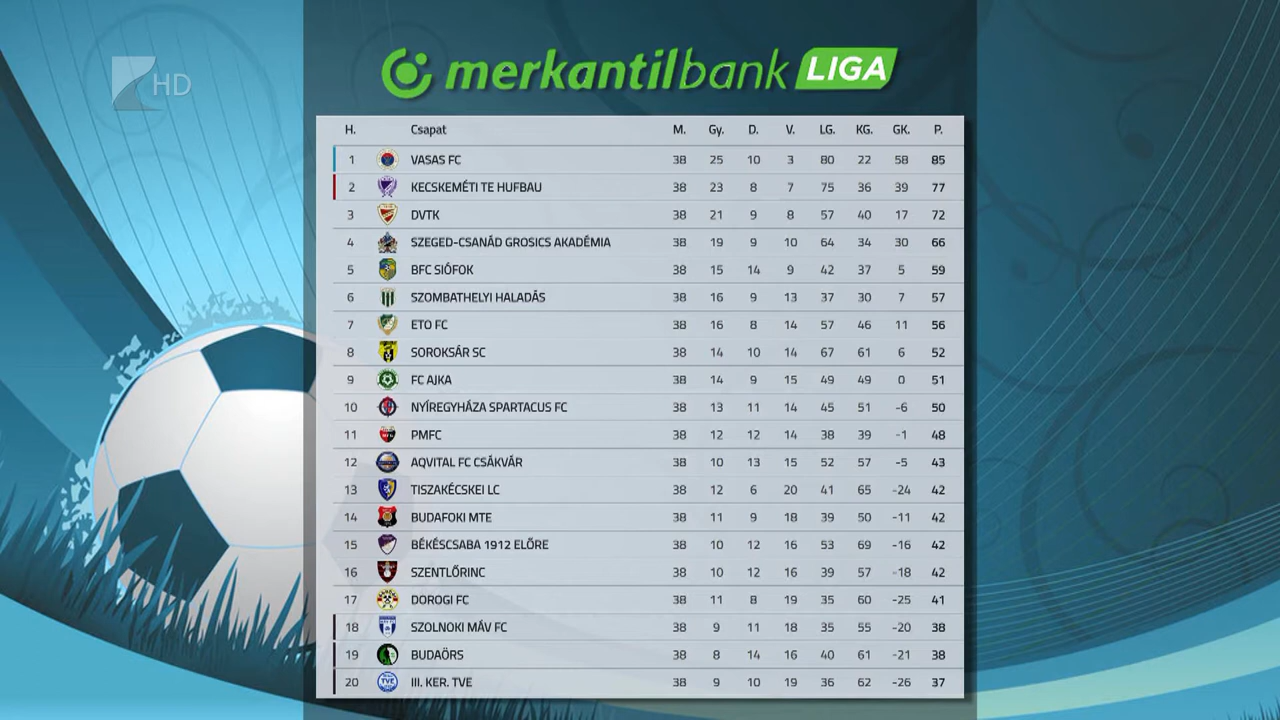 HD
merkantilbank LIGA
H. Csapat M. Gy. D. V. LG. KG. GK. P.
1 VASAS FC 38 25 10 3 80 22 58 85
2 KECSKEMÉTI TE HUFBAU 38 23 8 7 75 36 39 77
3 DVTK 38 21 9 8 57 40 17 72
4 SZEGED-CSANÁD GROSICS AKADÉMIA 38 19 9 10 64 34 30 66
5 BFC SIÓFOK 38 15 14 9 42 37 5 59
6 SZOMBATHELYI HALADÁS 38 16 9 13 37 30 7 57
7 ETO FC 38 16 8 14 57 46 11 56
8 SOROKSÁR SC 38 14 10 14 67 61 6 52
9 FC AJKA 38 14 9 15 49 49 0 51
10 NYÍREGYHÁZA SPARTACUS FC 38 13 11 14 45 51 -6 50
11 PMFC 38 12 12 14 38 39 -1 48
12 AQVITAL FC CSÁKVÁR 38 10 13 15 52 57 -5 43
13 TISZAKÉCSKEI LC 38 12 6 20 41 65 -24 42
14 BUDAFOKI MTE 38 11 9 18 39 50 -11 42
15 BÉKÉSCSABA 1912 ELŐRE 38 10 12 16 53 69 -16 42
16 SZENTLŐRINC 38 10 12 16 39 57 -18 42
17 DOROGI FC 38 11 8 19 35 60 -25 41
18 SZOLNOKI MÁV FC 38 9 11 18 35 55 -20 38
19 BUDAÖRS 38 8 14 16 40 61 -21 38
20 III. KER. TVE 38 9 10 19 36 62 -26 37